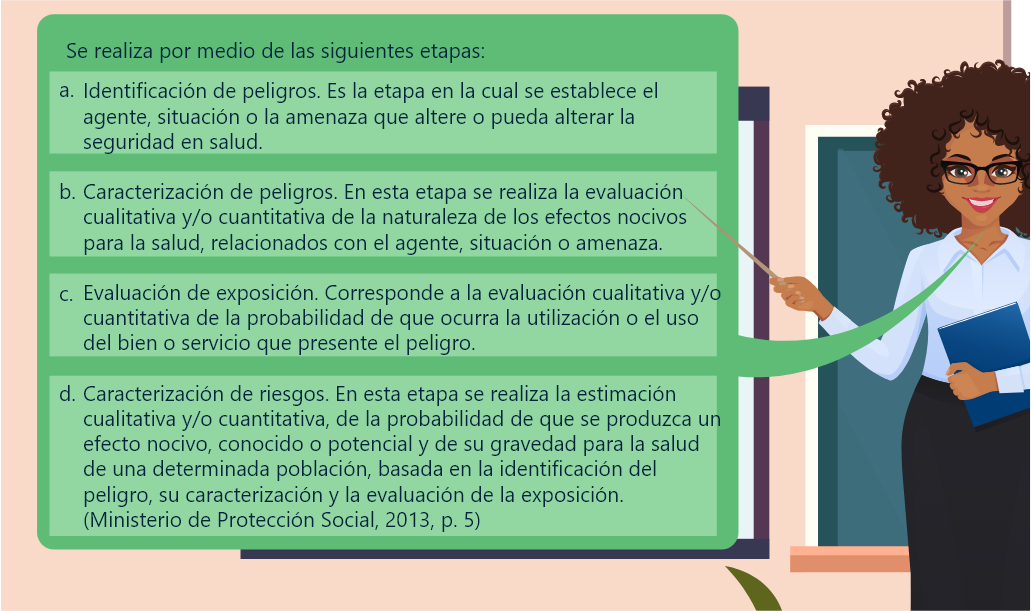 Se realiza por medio de las siguientes etapas:
a. Identificación de peligros. Es la etapa en la cual se establece el
agente, situación o la amenaza que altere o pueda alterar la
seguridad en salud.
b. Caracterización de peligros. En esta etapa se realiza la evaluación
cualitativa y/o cuantitativa de la naturaleza de los efectos nocivos
para la salud, relacionados con el agente, situación o amenaza.
c. Evaluación de exposición. Corresponde a la evaluación cualitativa y/o
cuantitativa de la probabilidad de que ocurra la utilización o el uso
del bien o servicio que presente el peligro.
d. Caracterización de riesgos. En esta etapa se realiza la estimación
cualitativa y/o cuantitativa, de la probabilidad de que se produzca un
efecto nocivo, conocido o potencial y de su gravedad para la salud
de una determinada población, basada en la identificación del
peligro, su caracterización y la evaluación de la exposición.
(Ministerio de Protección Social, 2013, p. 5)